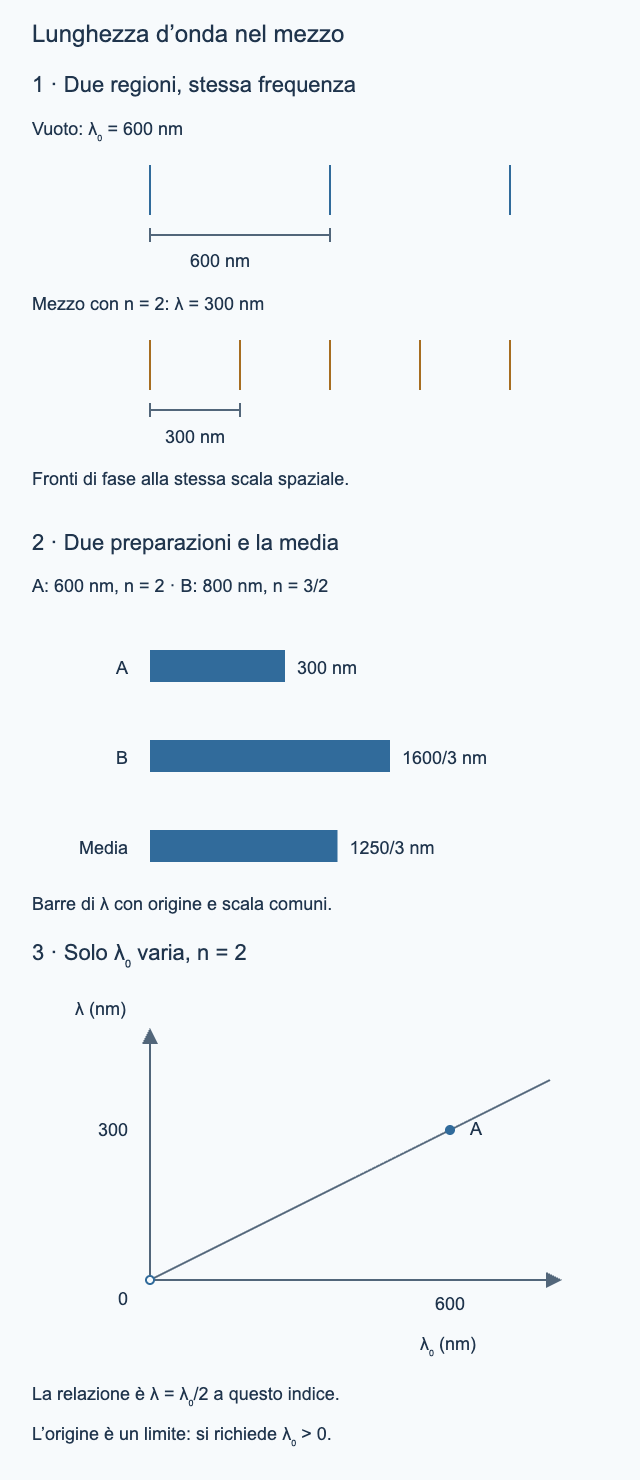 Lunghezza d’onda nel mezzo
1 · Due regioni, stessa frequenza
Vuoto: λ₀ = 600 nm
600 nm
Mezzo con n = 2: λ = 300 nm
300 nm
Fronti di fase alla stessa scala spaziale.
2 · Due preparazioni e la media
A: 600 nm, n = 2 · B: 800 nm, n = 3/2
A 300 nm
B 1600/3 nm
Media 1250/3 nm
Barre di λ con origine e scala comuni.
3 · Solo λ₀ varia, n = 2
λ (nm)
300
A
0
600
λ₀ (nm)
La relazione è λ = λ₀/2 a questo indice.
L’origine è un limite: si richiede λ₀ > 0.